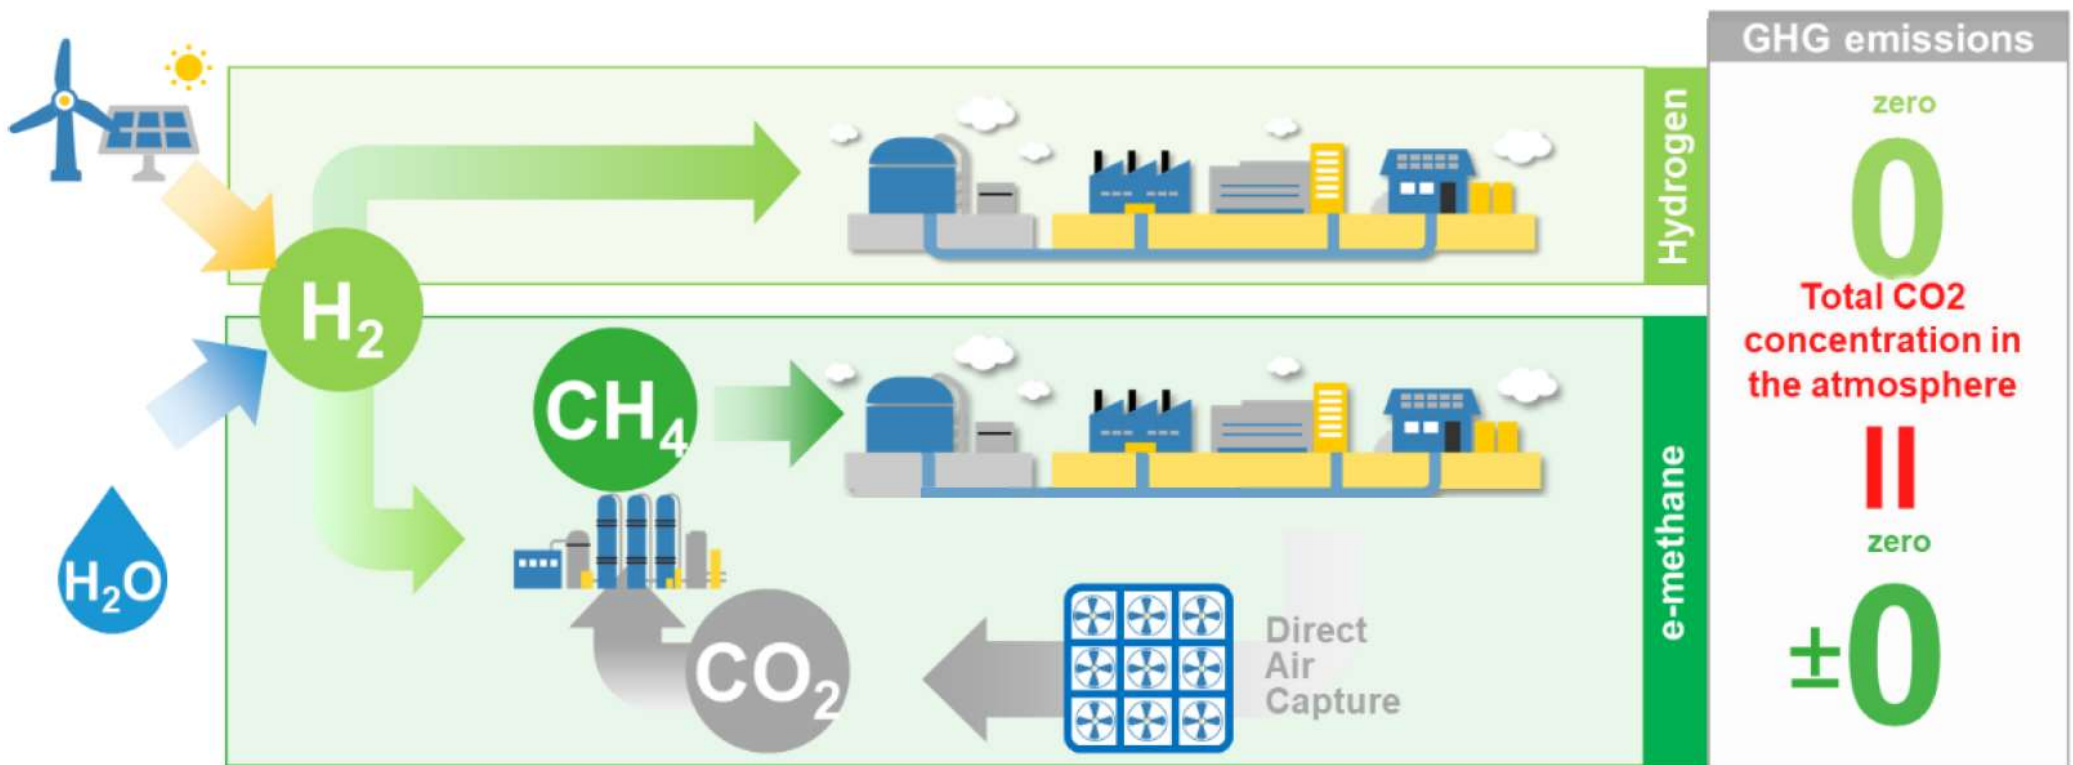 GHG emissions
Hydrogen
zero
0
H₂
Total CO2
concentration in
the atmosphere
CH₄
e-methane
zero
±0
H₂O
CO₂
Direct
Air
Capture